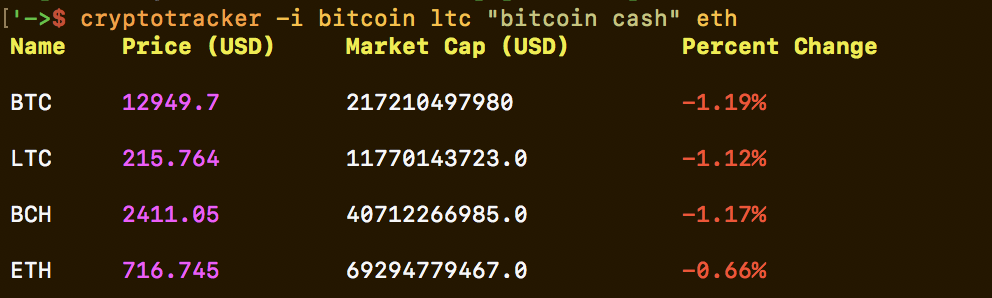 ['->$ cryptotracker -i bitcoin ltc "bitcoin cash" eth
Name Price (USD) Market Cap (USD) Percent Change
BTC 12949.7 217210497980 -1.19%
LTC 215.764 11770143723.0 -1.12%
BCH 2411.05 40712266985.0 -1.17%
ETH 716.745 69294779467.0 -0.66%